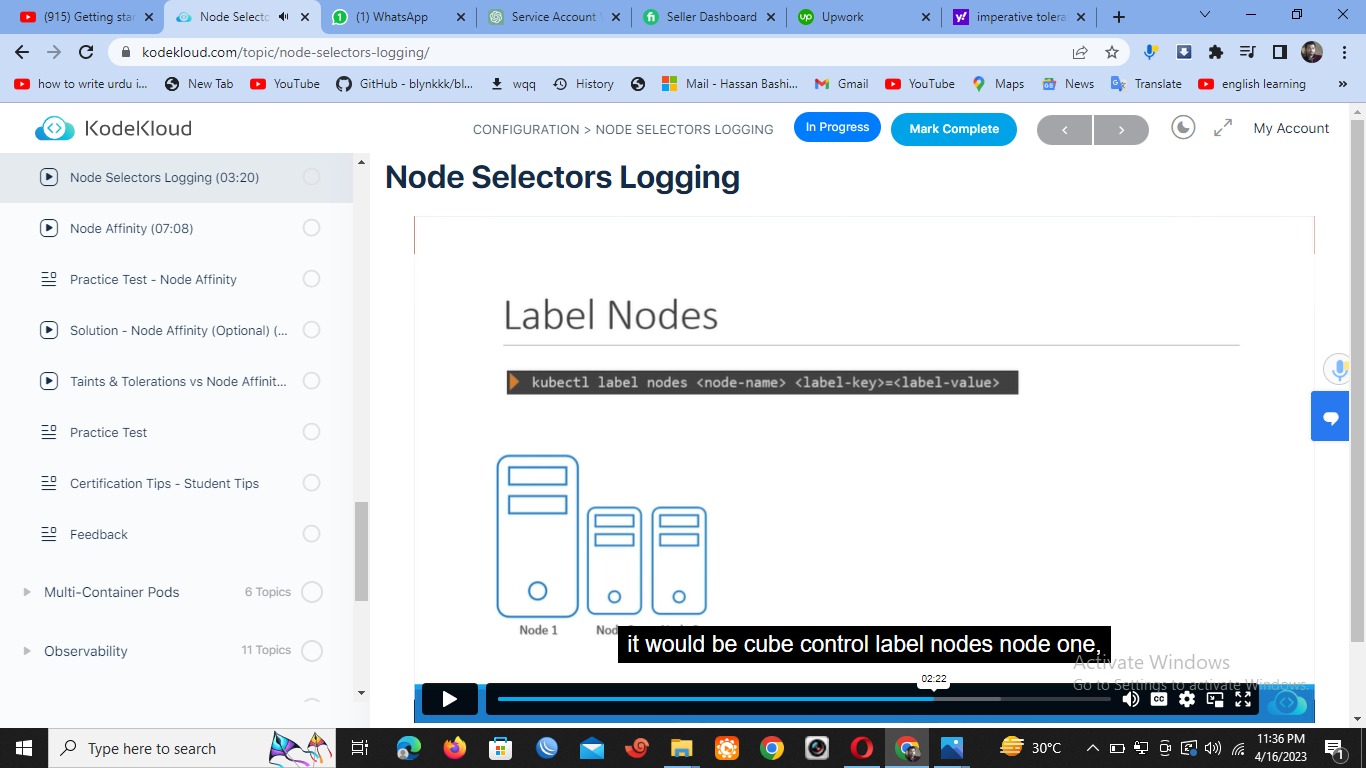 (915) Getting star
Node Selecto
(1) WhatsApp
Service Account
Seller Dashboard
Upwork
imperative tolera
kodekloud.com/topic/node-selectors-logging/
how to write urdu i...
New Tab
YouTube
GitHub - blynkkk/bl...
wqq
History
Mail - Hassan Bashi...
Gmail
YouTube
Maps
News
Translate
english learning
KodeKloud
CONFIGURATION > NODE SELECTORS LOGGING
In Progress
Mark Complete
My Account
Node Selectors Logging (03:20)
Node Affinity (07:08)
Practice Test - Node Affinity
Solution - Node Affinity (Optional) (...
Taints & Tolerations vs Node Affinit...
Practice Test
Certification Tips - Student Tips
Feedback
Multi-Container Pods 6 Topics
Observability 11 Topics
Node Selectors Logging
Label Nodes
kubectl label nodes <node-name> <label-key>=<label-value>
Node 1
it would be cube control label nodes node one,
02:22
CC
Activate Windows
Go to Settings to activate Windows.
Type here to search
30°C
11:36 PM
4/16/2023
1